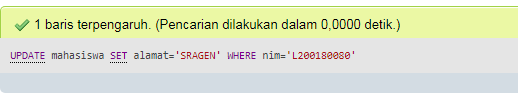 1 baris terpengaruh. (Pencarian dilakukan dalam 0,0000 detik.)
UPDATE mahasiswa SET alamat='SRAGEN' WHERE nim='L200180080'